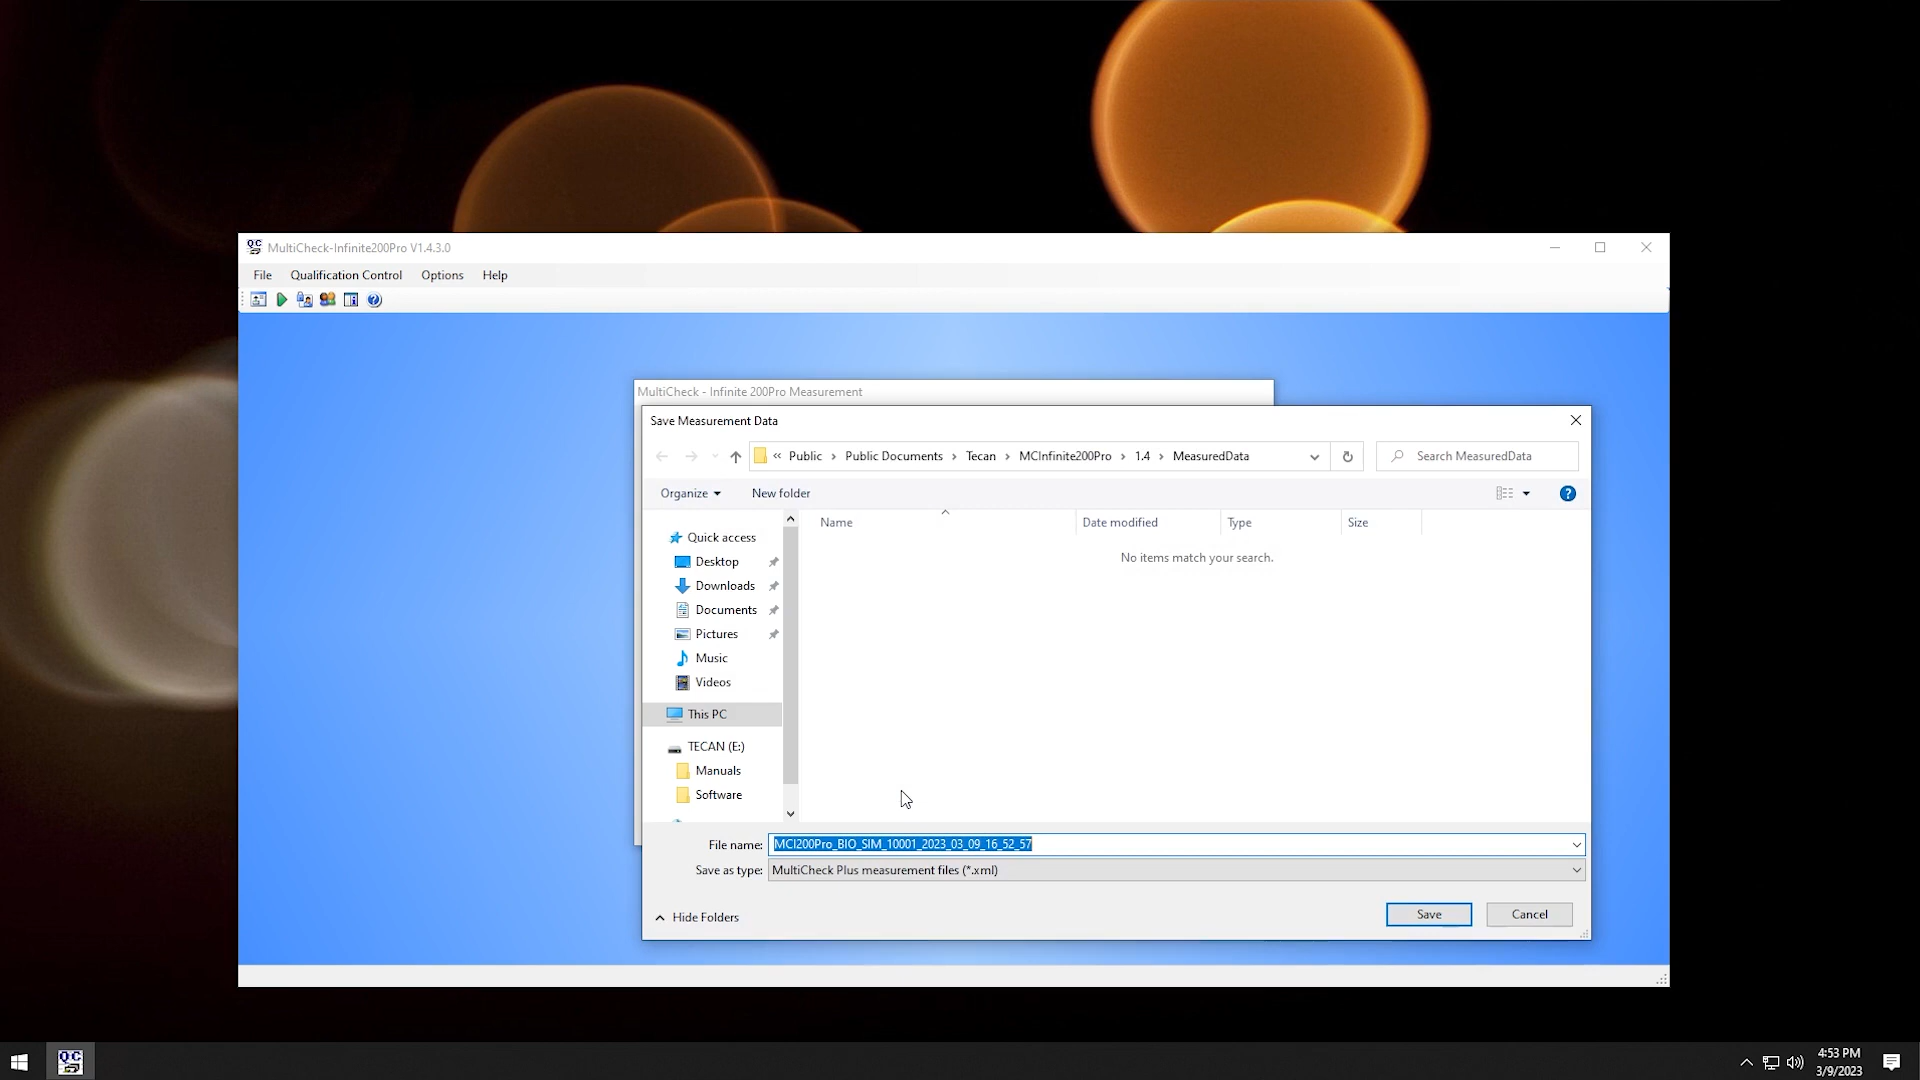 QC
MultiCheck-Infinite200Pro V1.4.3.0
File Qualification Control Options Help
MultiCheck - Infinite 200Pro Measurement
Save Measurement Data
« Public › Public Documents › Tecan › MCInfinite200Pro › 1.4 › MeasuredData
Search MeasuredData
Organize New folder
Name Date modified Type Size
No items match your search.
Quick access
Desktop
Downloads
Documents
Pictures
Music
Videos
This PC
TECAN (E:)
Manuals
Software
File name: MCI200Pro_BIO_SIM_10001_2023_03_09_16_52_57
Save as type: MultiCheck Plus measurement files (*.xml)
Hide Folders Save Cancel
QC
4:53 PM
3/9/2023